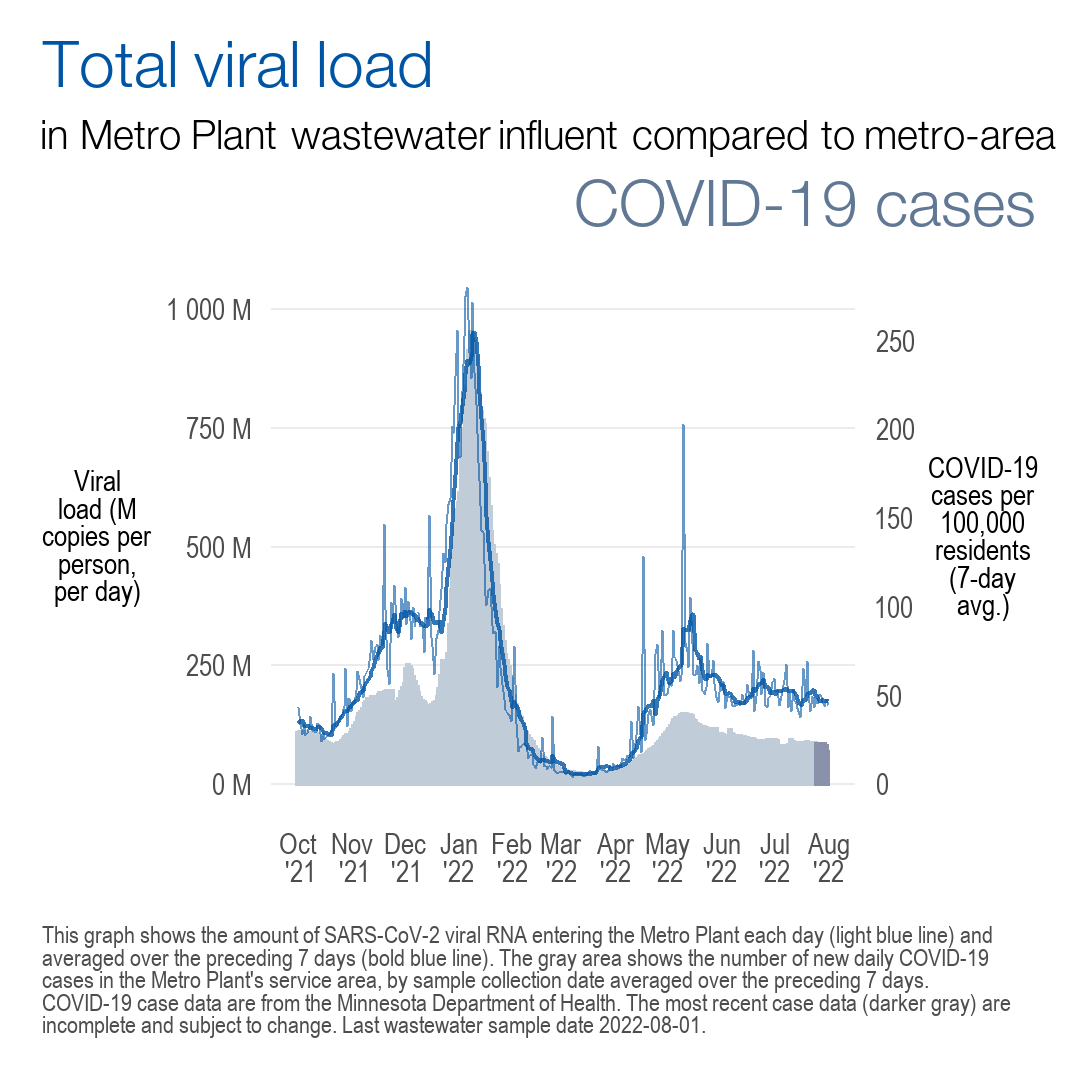 Total viral load
in Metro Plant wastewater influent compared to metro-area
COVID-19 cases
1 000 M
750 M
500 M
250 M
0 M
Viral
load (M
copies per
person,
per day)
250
200
150
100
50
0
COVID-19
cases per
100,000
residents
(7-day
avg.)
Oct Nov Dec Jan Feb Mar Apr May Jun Jul Aug
'21 '21 '21 '22 '22 '22 '22 '22 '22 '22 '22
This graph shows the amount of SARS-CoV-2 viral RNA entering the Metro Plant each day (light blue line) and
averaged over the preceding 7 days (bold blue line). The gray area shows the number of new daily COVID-19
cases in the Metro Plant's service area, by sample collection date averaged over the preceding 7 days.
COVID-19 case data are from the Minnesota Department of Health. The most recent case data (darker gray) are
incomplete and subject to change. Last wastewater sample date 2022-08-01.